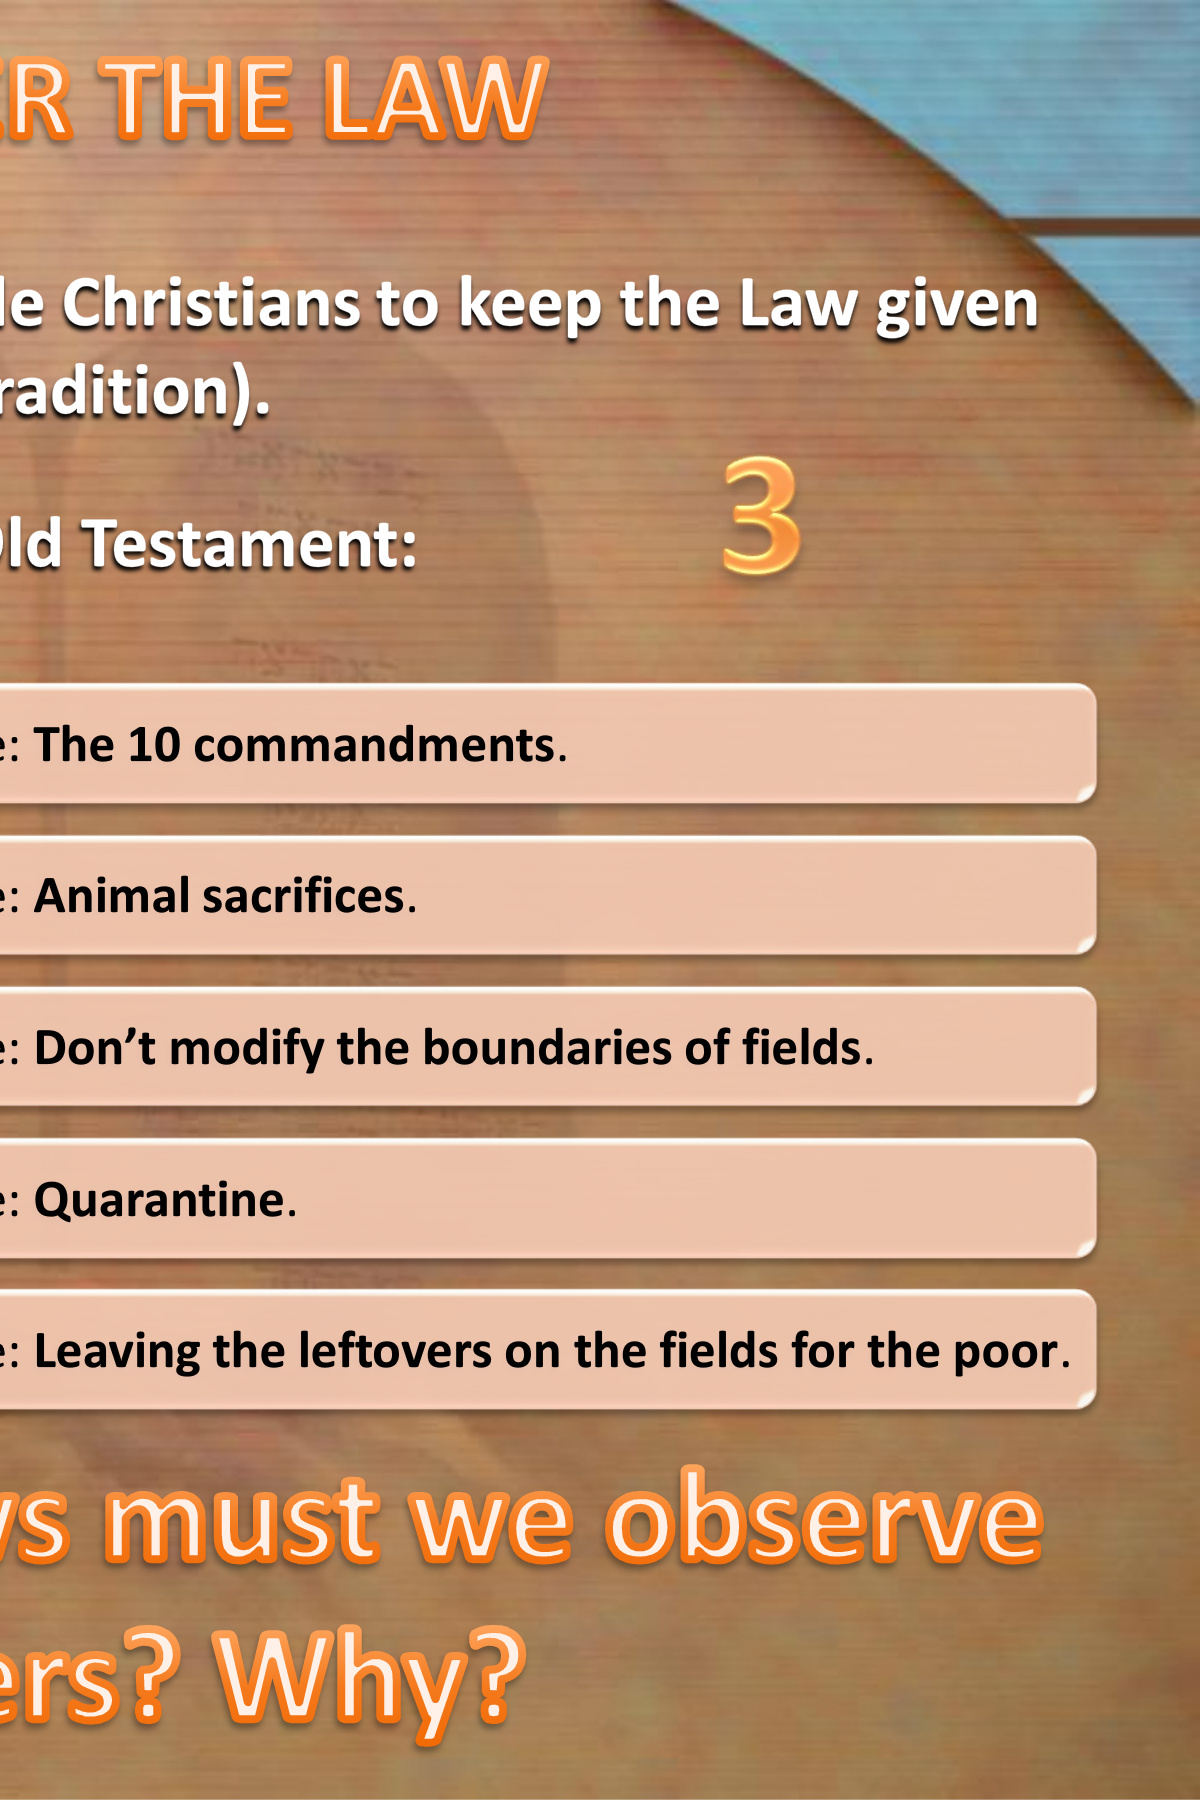 R THE LAW
le Christians to keep the Law given
radition).
ld Testament:
3
e: The 10 commandments.
e: Animal sacrifices.
e: Don’t modify the boundaries of fields.
e: Quarantine.
e: Leaving the leftovers on the fields for the poor.
ws must we observe
ers? Why?